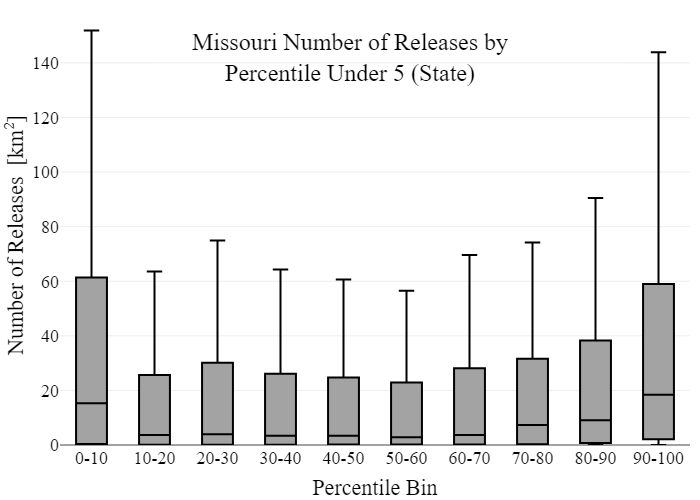 Missouri Number of Releases by
Percentile Under 5 (State)
Number of Releases [km²]
140
120
100
80
60
40
20
0
0-10 10-20 20-30 30-40 40-50 50-60 60-70 70-80 80-90 90-100
Percentile Bin